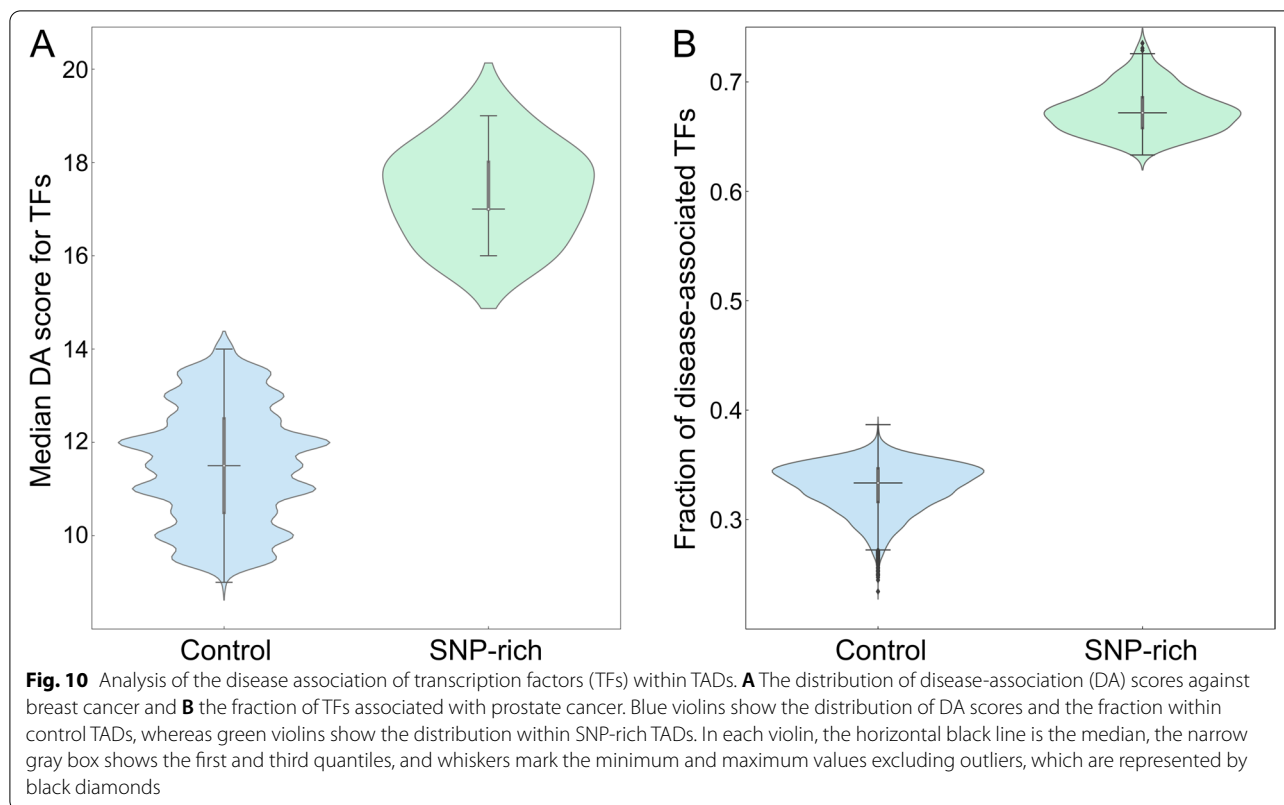 A
Median DA score for TFs
20
18
16
14
12
10
Control
SNP-rich
B
Fraction of disease-associated TFs
0.7
0.6
0.5
0.4
0.3
Control
SNP-rich
Fig. 10 Analysis of the disease association of transcription factors (TFs) within TADs. A The distribution of disease-association (DA) scores against
breast cancer and B the fraction of TFs associated with prostate cancer. Blue violins show the distribution of DA scores and the fraction within
control TADs, whereas green violins show the distribution within SNP-rich TADs. In each violin, the horizontal black line is the median, the narrow
gray box shows the first and third quantiles, and whiskers mark the minimum and maximum values excluding outliers, which are represented by
black diamonds